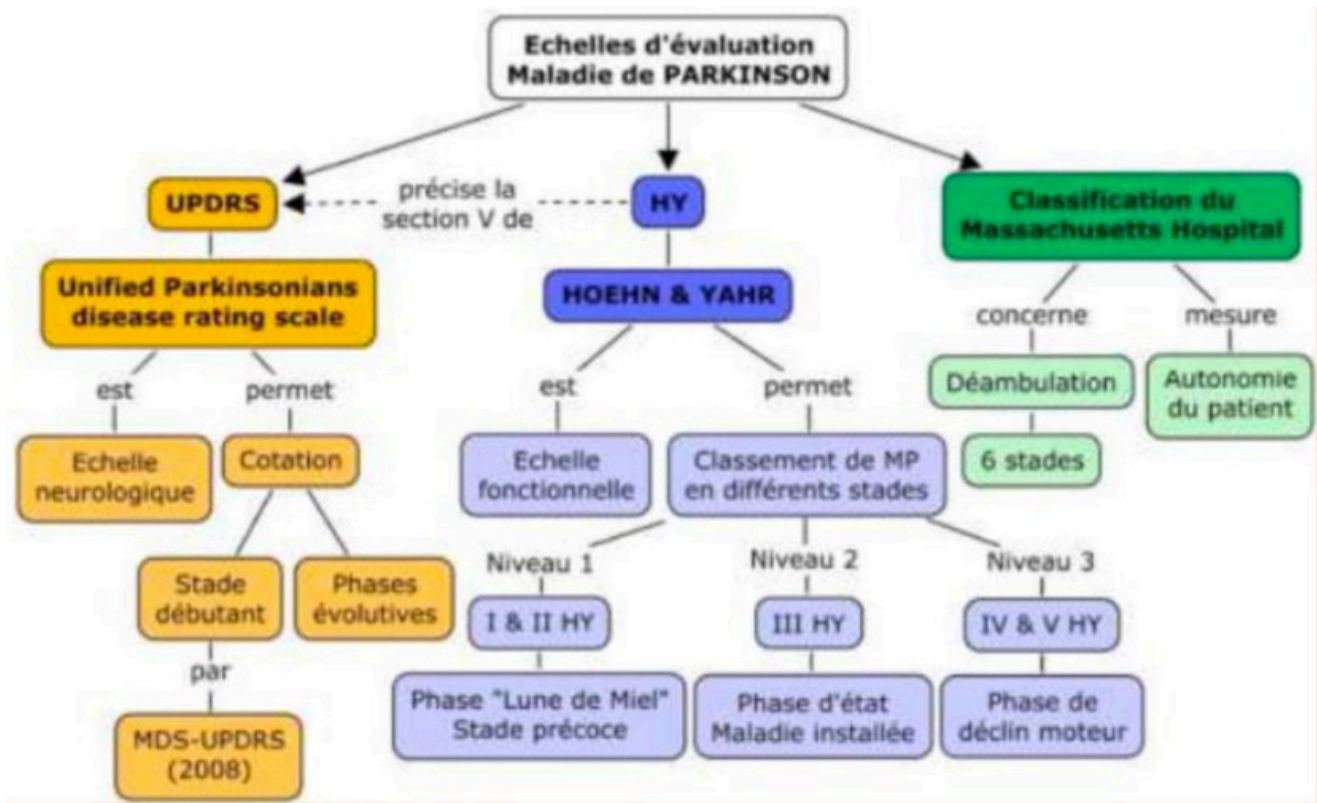 Echelles d'évaluation
Maladie de PARKINSON
UPDRS
précise la
section V de
HY
Classification du
Massachusetts Hospital
Unified Parkinsonians
disease rating scale
HOEHN & YAHR
concerne
mesure
est
permet
est
permet
Déambulation
Autonomie
du patient
Echelle
neurologique
Cotation
Echelle
fonctionnelle
Classement de MP
en différents stades
6 stades
Stade
débutant
Phases
évolutives
Niveau 1
Niveau 2
Niveau 3
I & II HY
III HY
IV & V HY
par
MDS-UPDRS
(2008)
Phase "Lune de Miel"
Stade précoce
Phase d'état
Maladie installée
Phase de
déclin moteur